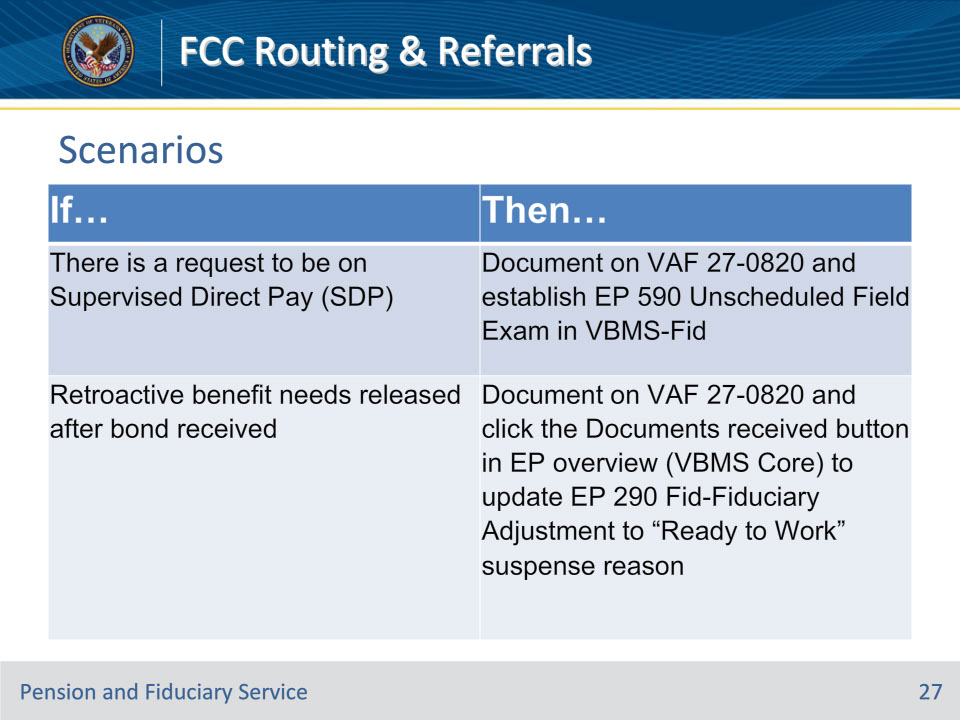 FCC Routing & Referrals
Scenarios
If…
Then…
There is a request to be on
Supervised Direct Pay (SDP)
Document on VAF 27-0820 and
establish EP 590 Unscheduled Field
Exam in VBMS-Fid
Retroactive benefit needs released
after bond received
Document on VAF 27-0820 and
click the Documents received button
in EP overview (VBMS Core) to
update EP 290 Fid-Fiduciary
Adjustment to “Ready to Work”
suspense reason
Pension and Fiduciary Service
27